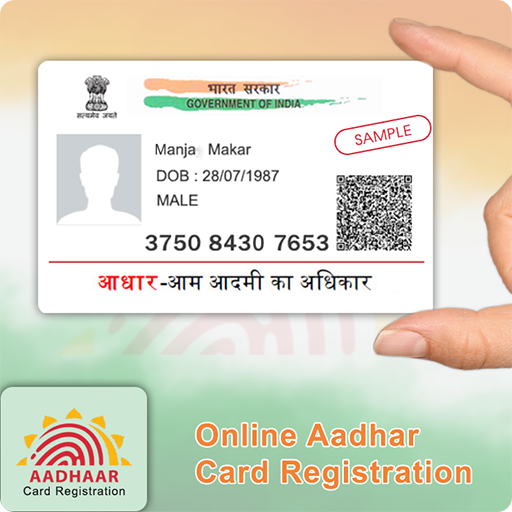 भारत सरकार
GOVERNMENT OF INDIA
सत्यमेव जयते
SAMPLE
Manja Makar
DOB : 28/07/1987
MALE
3750 8430 7653
आधार-आम आदमी का अधिकार
AADHAAR
Card Registration
Online Aadhar
Card Registration